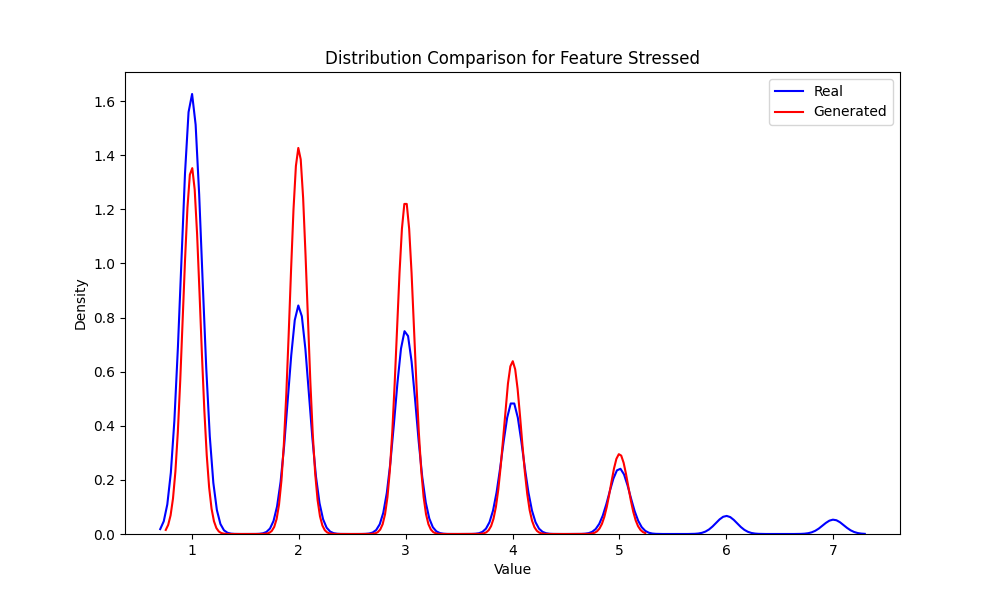 Distribution Comparison for Feature Stressed
Real
Generated
Density
1.6
1.4
1.2
1.0
0.8
0.6
0.4
0.2
0.0
1 2 3 4 5 6 7
Value